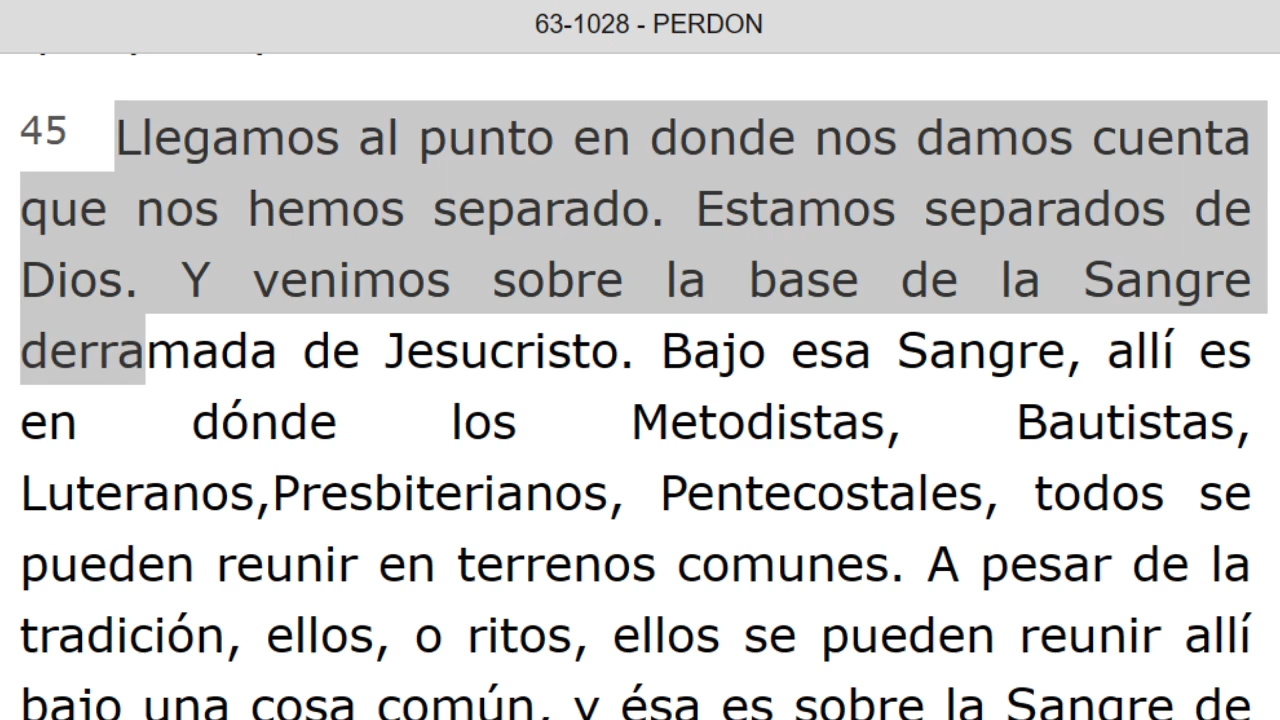 63-1028 - PERDON
45 Llegamos al punto en donde nos damos cuenta
que nos hemos separado. Estamos separados de
Dios. Y venimos sobre la base de la Sangre
derramada de Jesucristo. Bajo esa Sangre, allí es
en dónde los Metodistas, Bautistas,
Luteranos,Presbiterianos, Pentecostales, todos se
pueden reunir en terrenos comunes. A pesar de la
tradición, ellos, o ritos, ellos se pueden reunir allí
bajo una cosa común, y ésa es sobre la Sangre de